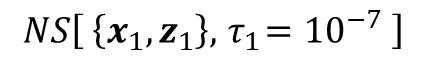 NS[ {x₁, z₁}, τ₁ = 10⁻⁷ ]